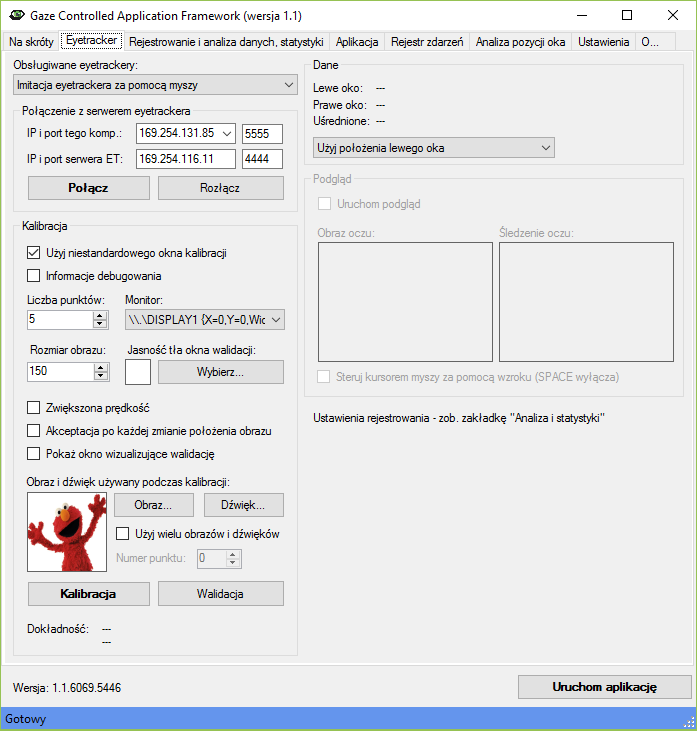 Gaze Controlled Application Framework (wersja 1.1)
Na skróty Eyetracker Rejestrowanie i analiza danych, statystyki Aplikacja Rejestr zdarzeń Analiza pozycji oka Ustawienia O...
Obsługiwane eyetrackery:
Imitacja eyetrackera za pomocą myszy
Połączenie z serwerem eyetrackera
IP i port tego komp.: 169.254.131.85 5555
IP i port serwera ET: 169.254.116.11 4444
Połącz Rozłącz
Kalibracja
Użyj niestandardowego okna kalibracji
Informacje debugowania
Liczba punktów: Monitor:
5 \\.\DISPLAY1 {X=0,Y=0,Wid
Rozmiar obrazu: Jasność tła okna walidacji:
150 Wybierz...
Zwiększona prędkość
Akceptacja po każdej zmianie położenia obrazu
Pokaż okno wizualizujące walidację
Obraz i dźwięk używany podczas kalibracji:
Obraz... Dźwięk...
Użyj wielu obrazów i dźwięków
Numer punktu: 0
Kalibracja Walidacja
Dokładność: ---
---
Dane
Lewe oko: ---
Prawe oko: ---
Uśrednione: ---
Użyj położenia lewego oka
Podgląd
Uruchom podgląd
Obraz oczu: Śledzenie oczu:
Steruj kursorem myszy za pomocą wzroku (SPACE wyłącza)
Ustawienia rejestrowania - zob. zakładkę "Analiza i statystyki"
Wersja: 1.1.6069.5446
Uruchom aplikację
Gotowy